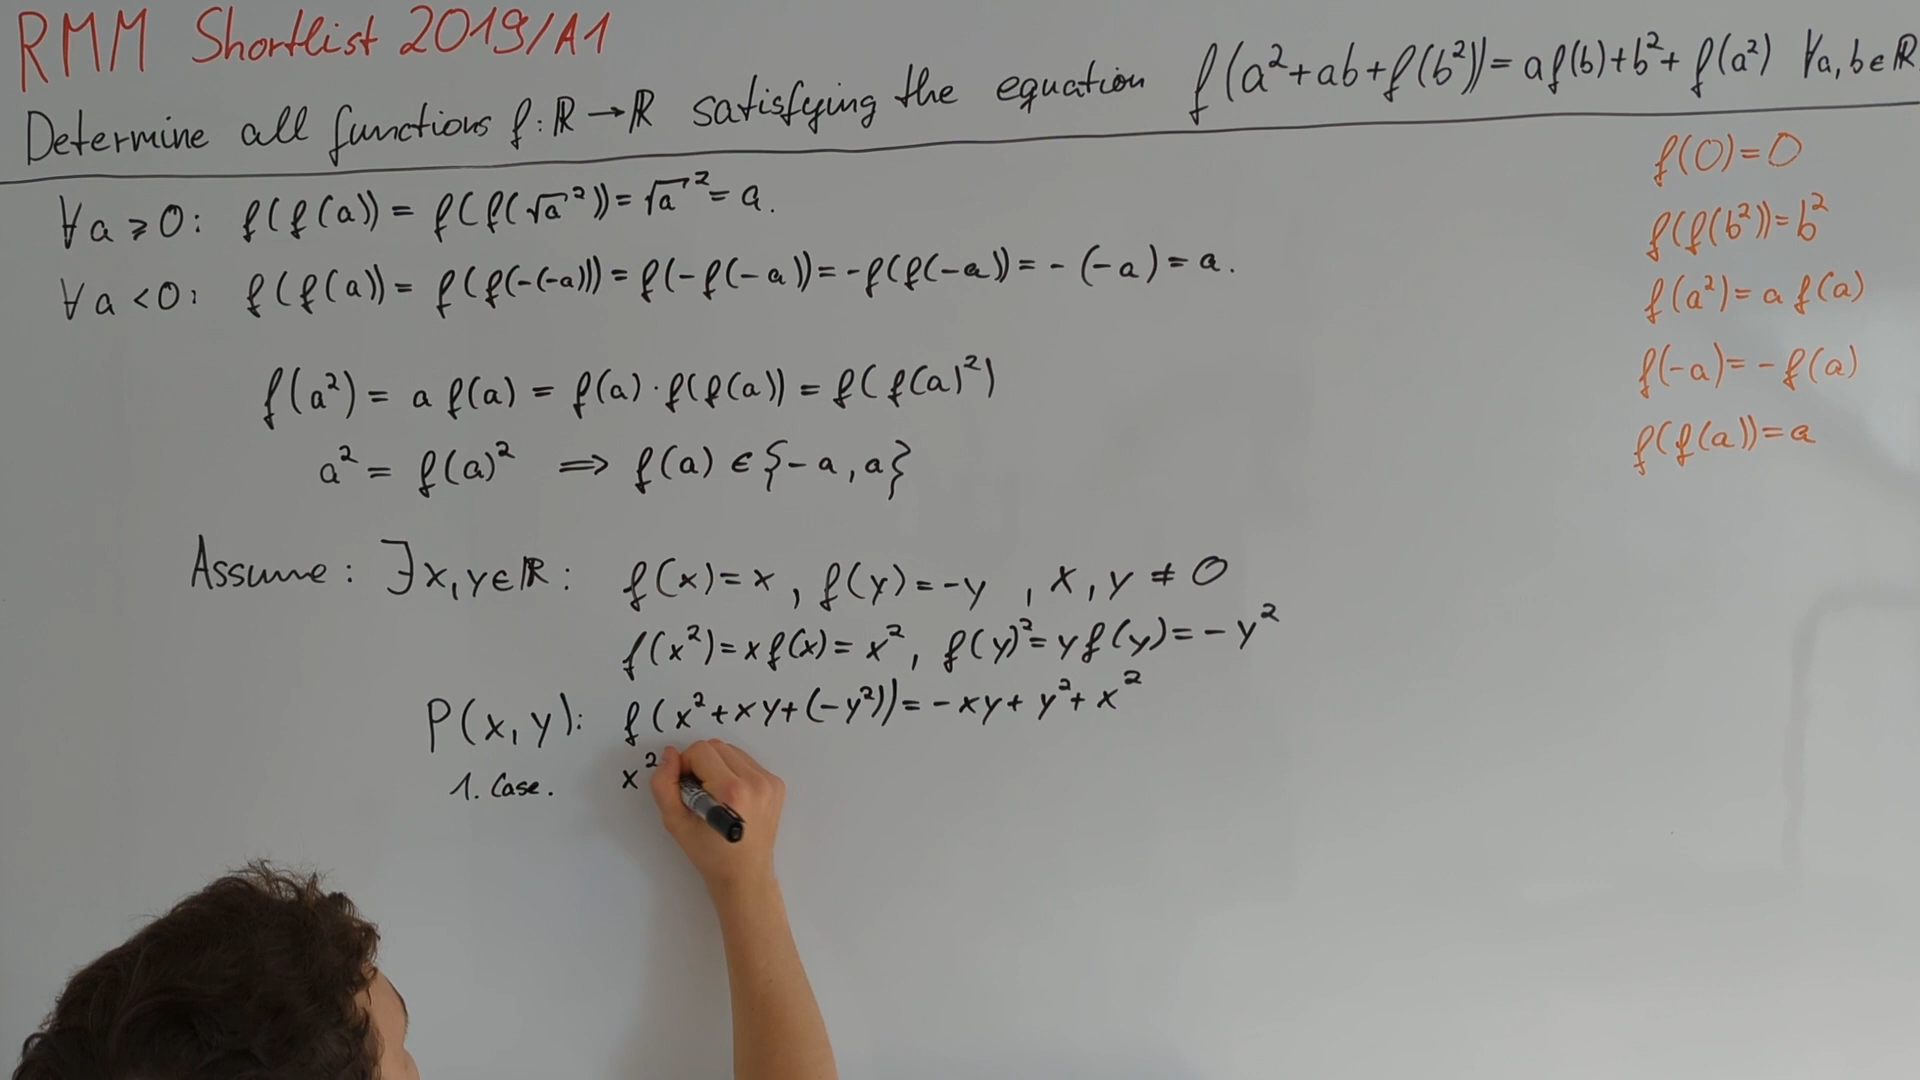 RMM Shortlist 2019/A1
Determine all functions f: ℝ → ℝ satisfying the equation f(a²+ab+f(b²))= af(b)+b²+ f(a²) ∀a, b∈ℝ
∀a ⩾ 0: f(f(a)) = f(f(√a²)) = √a² = a.
∀a < 0: f(f(a)) = f(f(-(-a))) = f(-f(-a)) = -f(f(-a)) = -(-a) = a.
f(a²) = a f(a) = f(a)·f(f(a)) = f(f(a)²)
a² = f(a)² ⟹ f(a) ∈ {-a, a}
Assume: ∃x,y∈ℝ: f(x)=x, f(y)=-y, x, y ≠ 0
f(x²)=xf(x)=x², f(y)²=yf(y)=-y²
P(x,y): f(x²+xy+(-y²))=-xy+y²+x²
1. Case. x²
f(0)=0
f(f(b²))=b²
f(a²)= a f(a)
f(-a)=-f(a)
f(f(a))=a